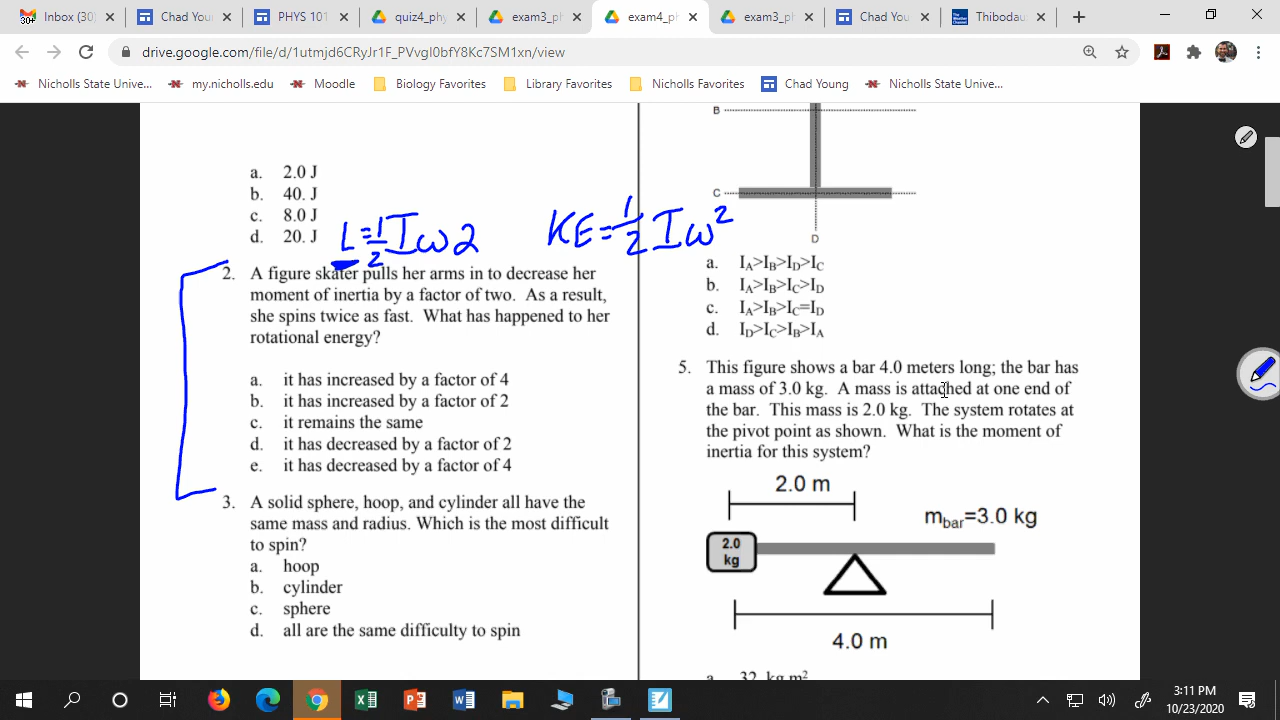 Inbox (30
30+
Chad You
PHYS 101
quiz4_phy
exam3_ph
exam4_ph
exam3_ph
Chad You
Thibodau
drive.google.com/file/d/1utmjd6CRyJr1F_PVvgI0bfY8Kc7SM1xn/view
Nicholls State Unive...
my.nicholls.edu
Moodle
Biology Favorites
Library Favorites
Nicholls Favorites
Chad Young
Nicholls State Univ...
a. 2.0 J
b. 40. J
c. 8.0 J
d. 20. J
L=1/2 Iω2
KE=1/2 Iω²
2. A figure skater pulls her arms in to decrease her
moment of inertia by a factor of two. As a result,
she spins twice as fast. What has happened to her
rotational energy?
a. it has increased by a factor of 4
b. it has increased by a factor of 2
c. it remains the same
d. it has decreased by a factor of 2
e. it has decreased by a factor of 4
3. A solid sphere, hoop, and cylinder all have the
same mass and radius. Which is the most difficult
to spin?
a. hoop
b. cylinder
c. sphere
d. all are the same difficulty to spin
B
C
D
a. IA>IB>ID>IC
b. IA>IB>IC>ID
c. IA>IB>IC=ID
d. ID>IC>IB>IA
5. This figure shows a bar 4.0 meters long; the bar has
a mass of 3.0 kg. A mass is attached at one end of
the bar. This mass is 2.0 kg. The system rotates at
the pivot point as shown. What is the moment of
inertia for this system?
2.0 m
mbar=3.0 kg
2.0
kg
4.0 m
a. 32. kg m²
3:11 PM
10/23/2020